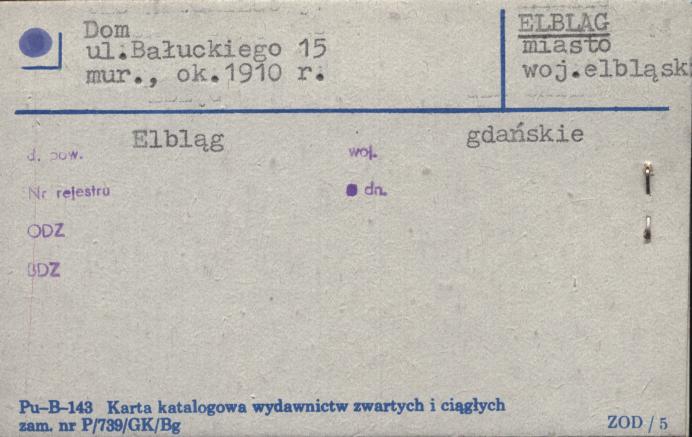 Dom
ul.Bałuckiego 15
mur., ok.1910 r.
ELBLĄG
miasto
woj.elbląsk
Elbląg gdańskie
d. pow. woj.
Nr rejestru dn.
ODZ
BDZ
Pu–B–143 Karta katalogowa wydawnictw zwartych i ciągłych
zam. nr P/739/GK/Bg
ZOD / 5